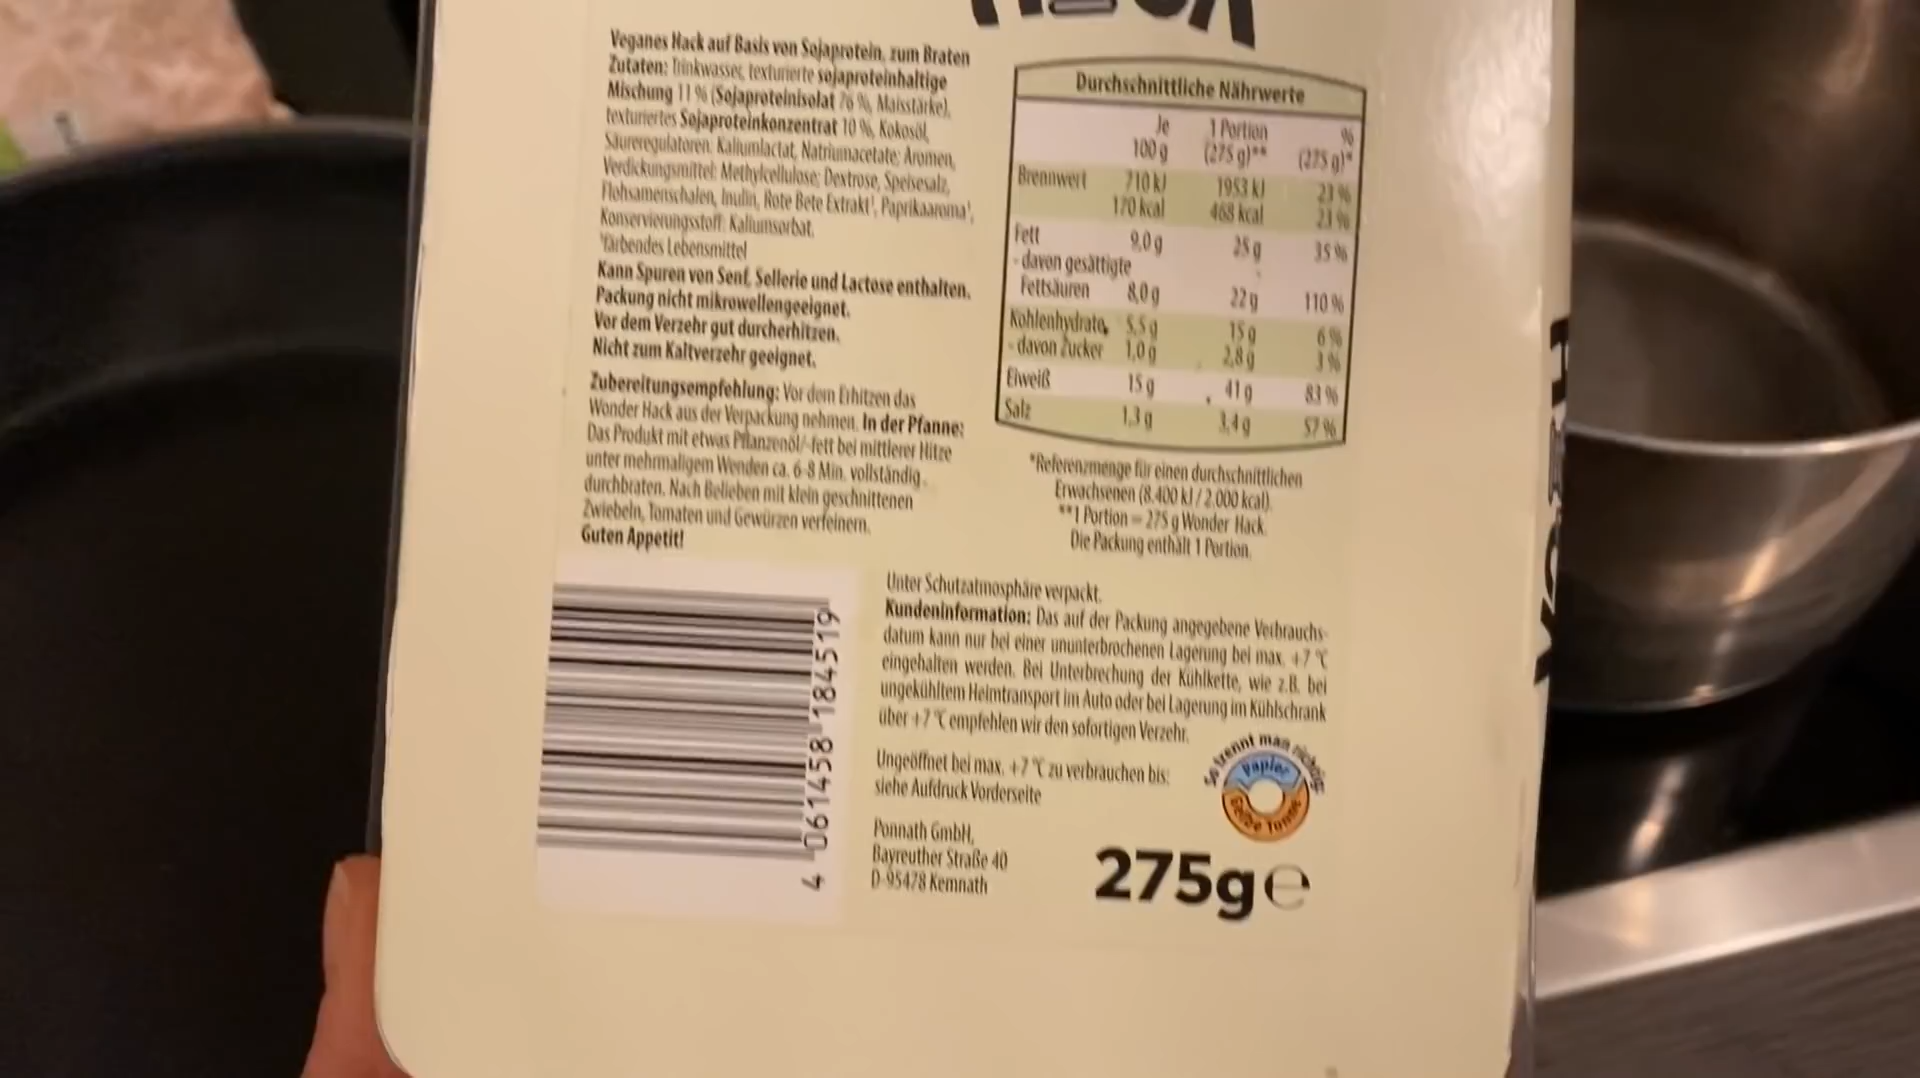 Veganes Hack auf Basis von Sojaprotein, zum Braten
Zutaten: Trinkwasser, texturierte sojaproteinhaltige
Mischung 11 % (Sojaproteinisolat 76 %, Maisstärke),
texturiertes Sojaproteinkonzentrat 10 %, Kokosöl,
Säureregulatoren: Kaliumlactat, Natriumacetate; Aromen,
Verdickungsmittel: Methylcellulose; Dextrose, Speisesalz,
Flohsamenschalen, Inulin, Rote Bete Extrakt¹, Paprikaaroma¹,
Konservierungsstoff: Kaliumsorbat.
¹färbendes Lebensmittel
Kann Spuren von Senf, Sellerie und Lactose enthalten.
Packung nicht mikrowellengeeignet.
Vor dem Verzehr gut durcherhitzen.
Nicht zum Kaltverzehr geeignet.
Zubereitungsempfehlung: Vor dem Erhitzen das
Wonder Hack aus der Verpackung nehmen. In der Pfanne:
Das Produkt mit etwas Pflanzenöl/-fett bei mittlerer Hitze
unter mehrmaligem Wenden ca. 6-8 Min. vollständig
durchbraten. Nach Belieben mit klein geschnittenen
Zwiebeln, Tomaten und Gewürzen verfeinern.
Guten Appetit!
Durchschnittliche Nährwerte
Je 1 Portion %
100 g (275 g)** (275 g)*
Brennwert 710 kJ 1953 kJ 23 %
170 kcal 468 kcal 23 %
Fett 9,0 g 25 g 35 %
- davon gesättigte
Fettsäuren 8,0 g 22 g 110 %
Kohlenhydrate 5,5 g 15 g 6 %
- davon Zucker 1,0 g 2,8 g 3 %
Eiweiß 15 g 41 g 83 %
Salz 1,3 g 3,4 g 57 %
*Referenzmenge für einen durchschnittlichen
Erwachsenen (8.400 kJ / 2.000 kcal).
**1 Portion = 275 g Wonder Hack.
Die Packung enthält 1 Portion.
Unter Schutzatmosphäre verpackt.
Kundeninformation: Das auf der Packung angegebene Verbrauchs-
datum kann nur bei einer ununterbrochenen Lagerung bei max. +7 °C
eingehalten werden. Bei Unterbrechung der Kühlkette, wie z.B. bei
ungekühltem Heimtransport im Auto oder bei Lagerung im Kühlschrank
über +7 °C empfehlen wir den sofortigen Verzehr.
Ungeöffnet bei max. +7 °C zu verbrauchen bis:
siehe Aufdruck Vorderseite
So trennt man richtig:
Papier
Gelbe Tonne
Ponnath GmbH,
Bayreuther Straße 40
D-95478 Kemnath
275g e
4 061458 184519